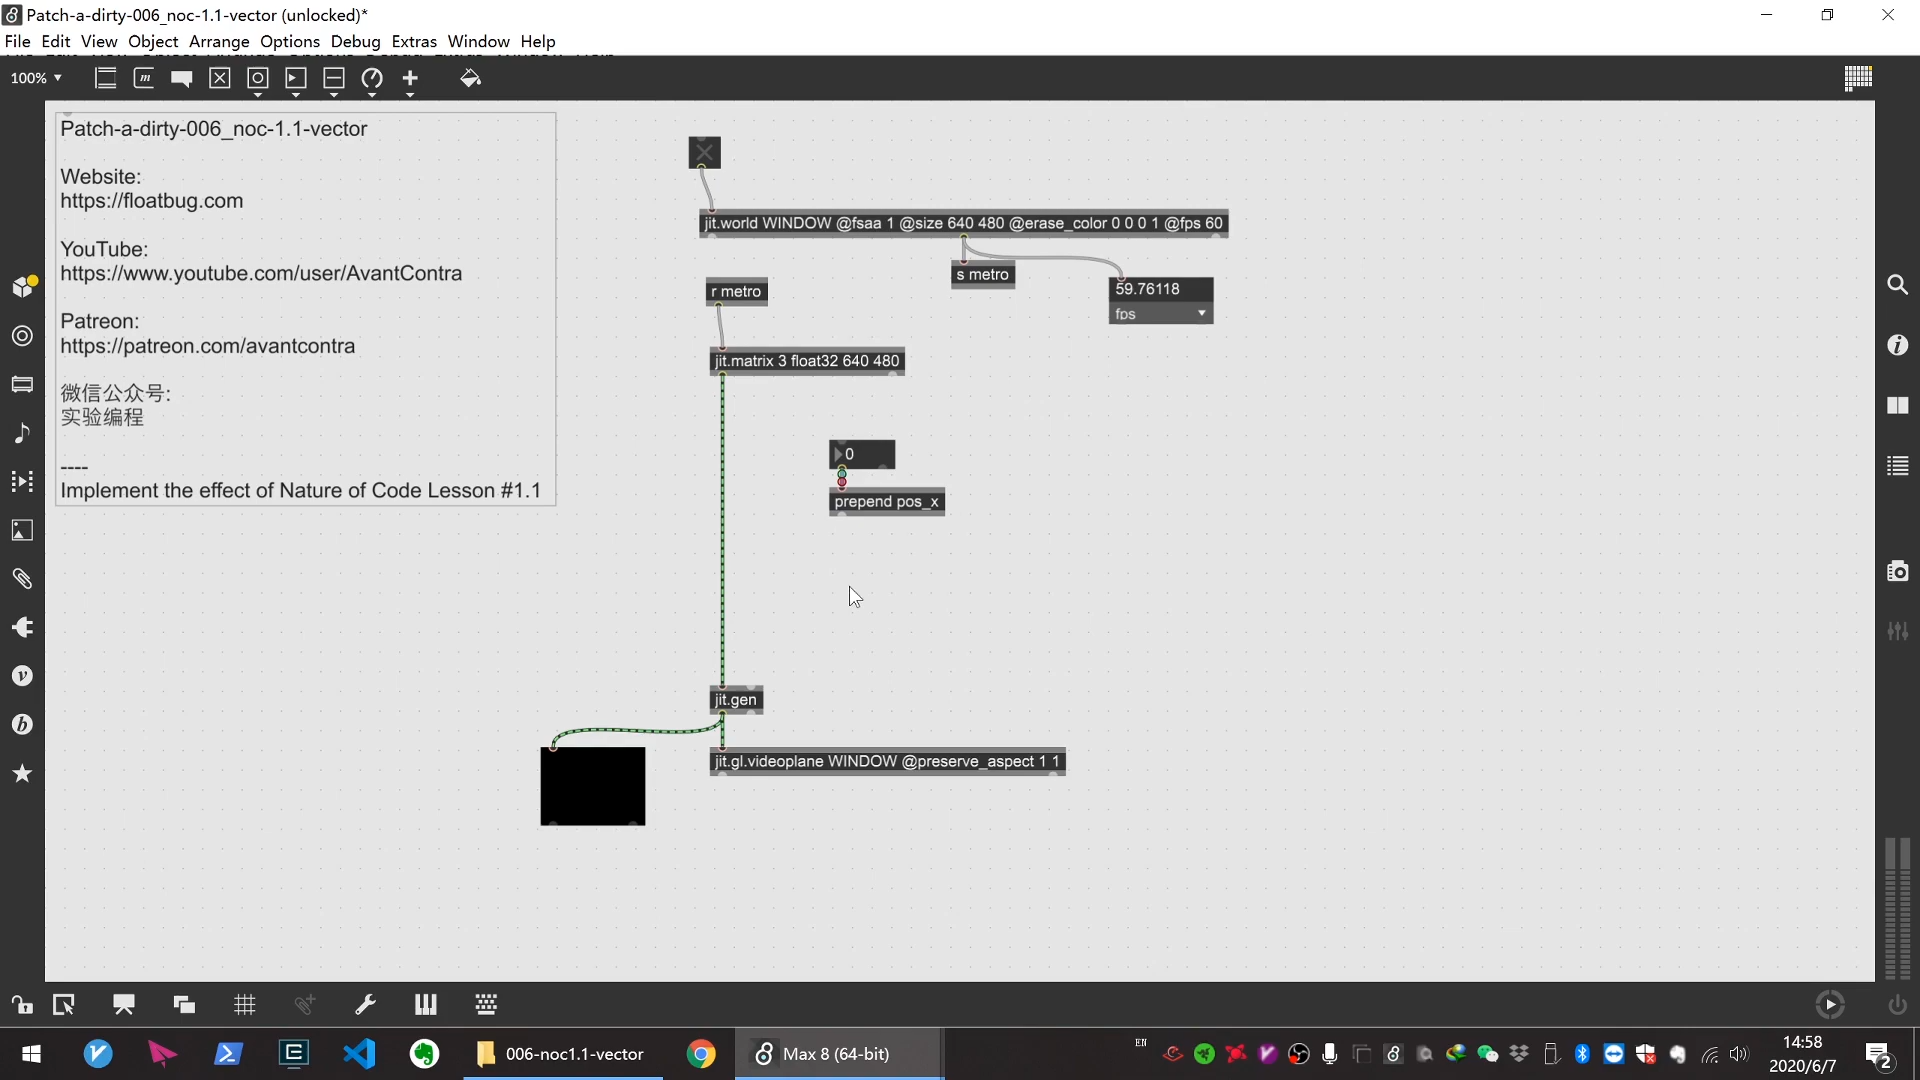 Patch-a-dirty-006_noc-1.1-vector (unlocked)*
File Edit View Object Arrange Options Debug Extras Window Help
100%
Patch-a-dirty-006_noc-1.1-vector
Website:
https://floatbug.com
YouTube:
https://www.youtube.com/user/AvantContra
Patreon:
https://patreon.com/avantcontra
微信公众号:
实验编程
----
Implement the effect of Nature of Code Lesson #1.1
jit.world WINDOW @fsaa 1 @size 640 480 @erase_color 0 0 0 1 @fps 60
s metro
r metro
59.76118
fps
jit.matrix 3 float32 640 480
0
prepend pos_x
jit.gen
jit.gl.videoplane WINDOW @preserve_aspect 1 1
006-noc1.1-vector
Max 8 (64-bit)
EN
14:58
2020/6/7
2